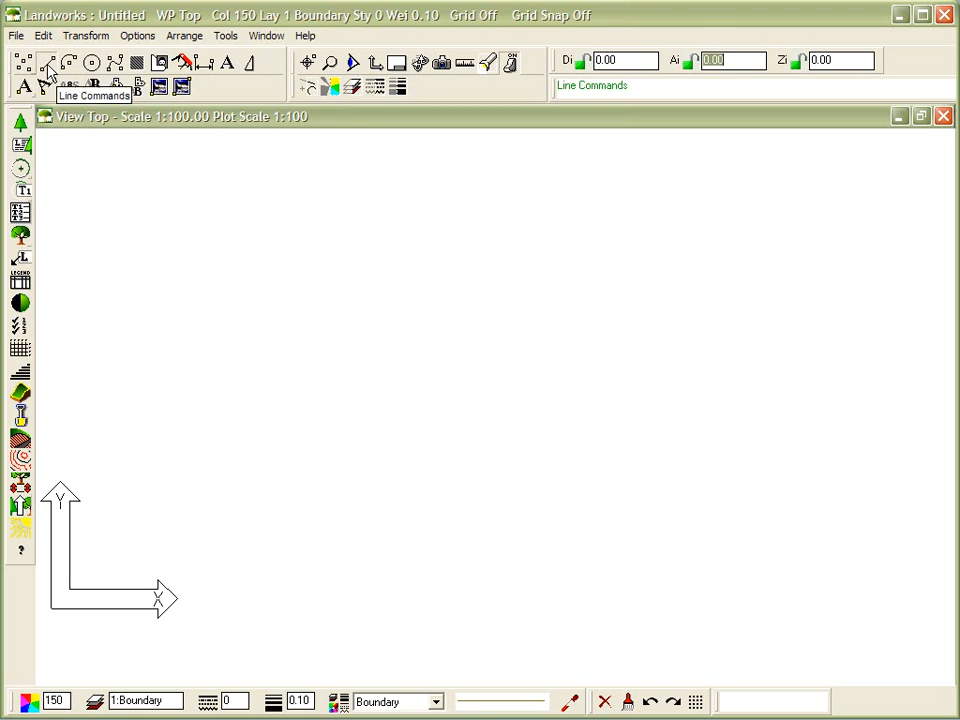 Landworks : Untitled WP Top Col 150 Lay 1 Boundary Sty 0 Wei 0.10 Grid Off Grid Snap Off
File Edit Transform Options Arrange Tools Window Help
Di 0.00 Ai 0.00 Zi 0.00
Line Commands
Line Commands
View Top - Scale 1:100.00 Plot Scale 1:100
T1
L
LEGEND
Y
X
150 1:Boundary 0 0.10 Boundary